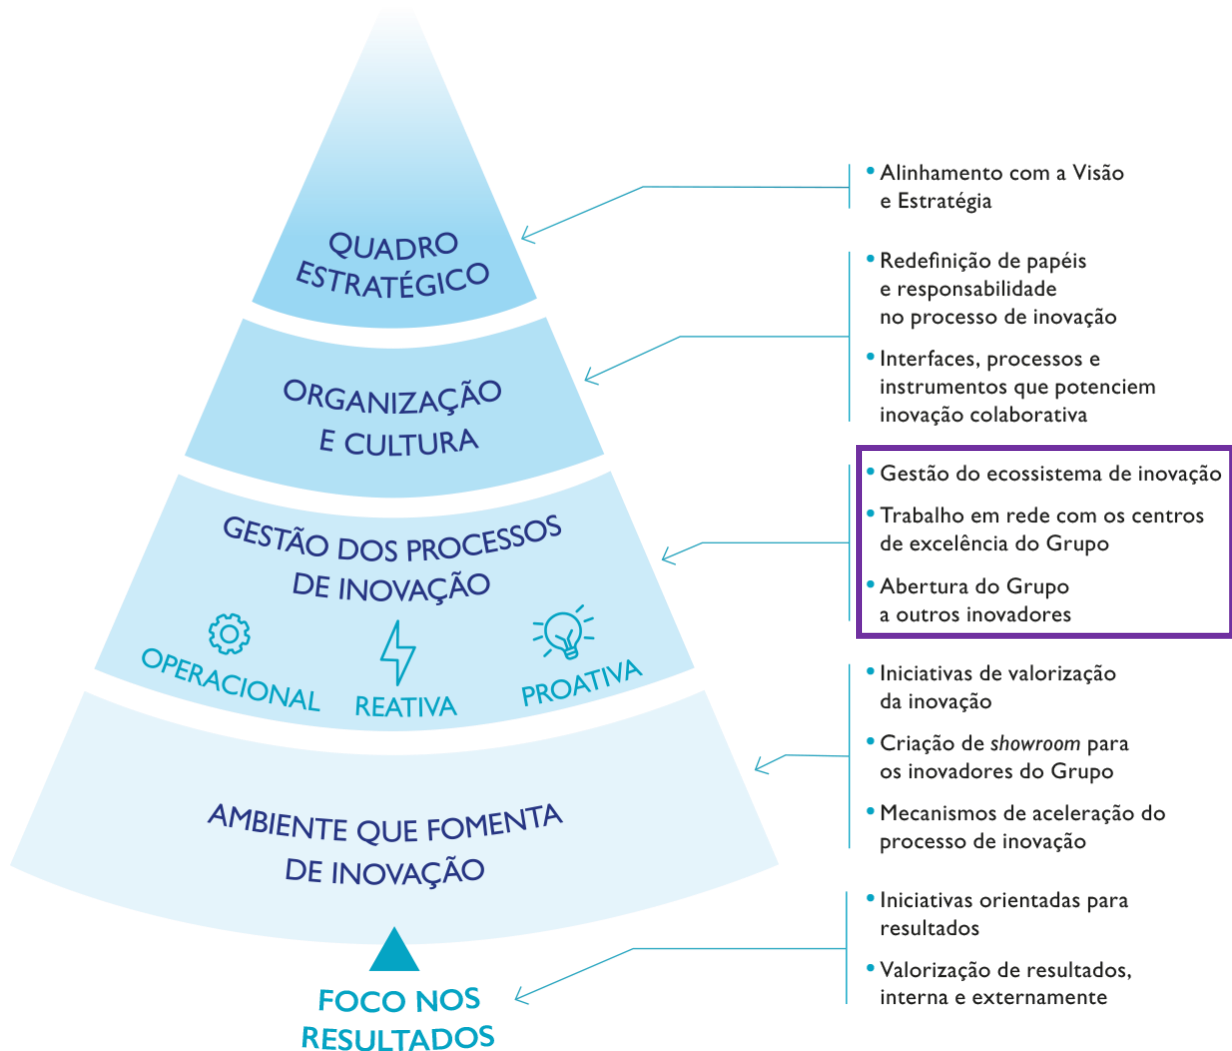 QUADRO
ESTRATÉGICO
ORGANIZAÇÃO
E CULTURA
GESTÃO DOS PROCESSOS
DE INOVAÇÃO
OPERACIONAL
REATIVA
PROATIVA
AMBIENTE QUE FOMENTA
DE INOVAÇÃO
FOCO NOS
RESULTADOS
• Alinhamento com a Visão
e Estratégia
• Redefinição de papéis
e responsabilidade
no processo de inovação
• Interfaces, processos e
instrumentos que potenciem
inovação colaborativa
• Gestão do ecossistema de inovação
• Trabalho em rede com os centros
de excelência do Grupo
• Abertura do Grupo
a outros inovadores
• Iniciativas de valorização
da inovação
• Criação de showroom para
os inovadores do Grupo
• Mecanismos de aceleração do
processo de inovação
• Iniciativas orientadas para
resultados
• Valorização de resultados,
interna e externamente